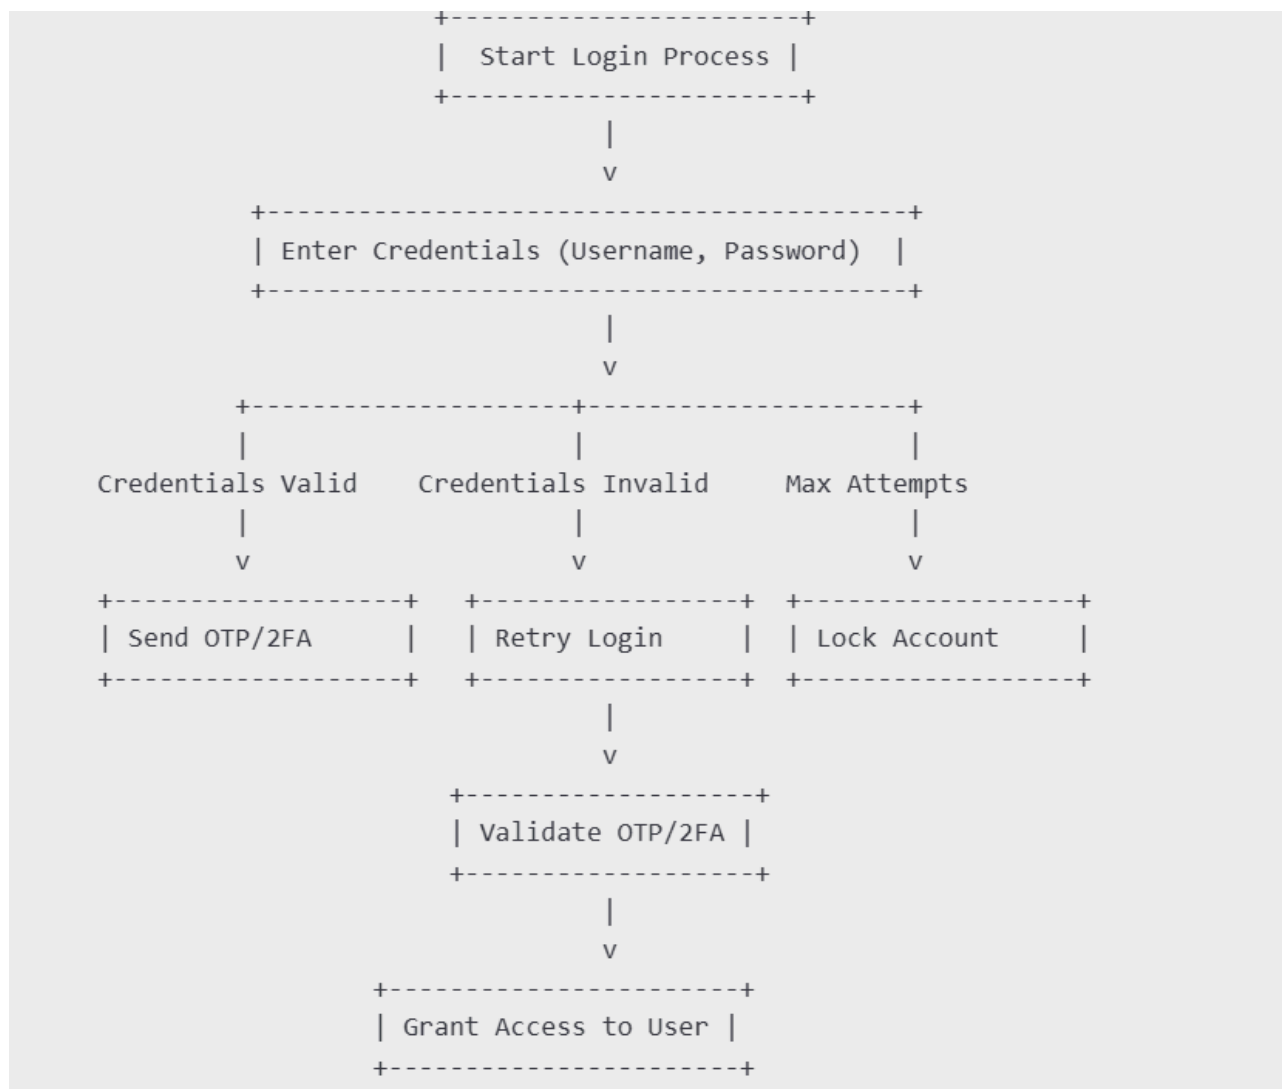 +-----------------------+
|  Start Login Process |
+-----------------------+
|
v
+------------------------------------------+
| Enter Credentials (Username, Password)  |
+------------------------------------------+
|
v
+---------------------+---------------------+
|                     |                     |
Credentials Valid    Credentials Invalid     Max Attempts
|                     |                     |
v                     v                     v
+-------------------+   +-----------------+  +------------------+
| Send OTP/2FA      |   | Retry Login     |  | Lock Account     |
+-------------------+   +-----------------+  +------------------+
|
v
+-------------------+
| Validate OTP/2FA |
+-------------------+
|
v
+-----------------------+
| Grant Access to User |
+-----------------------+